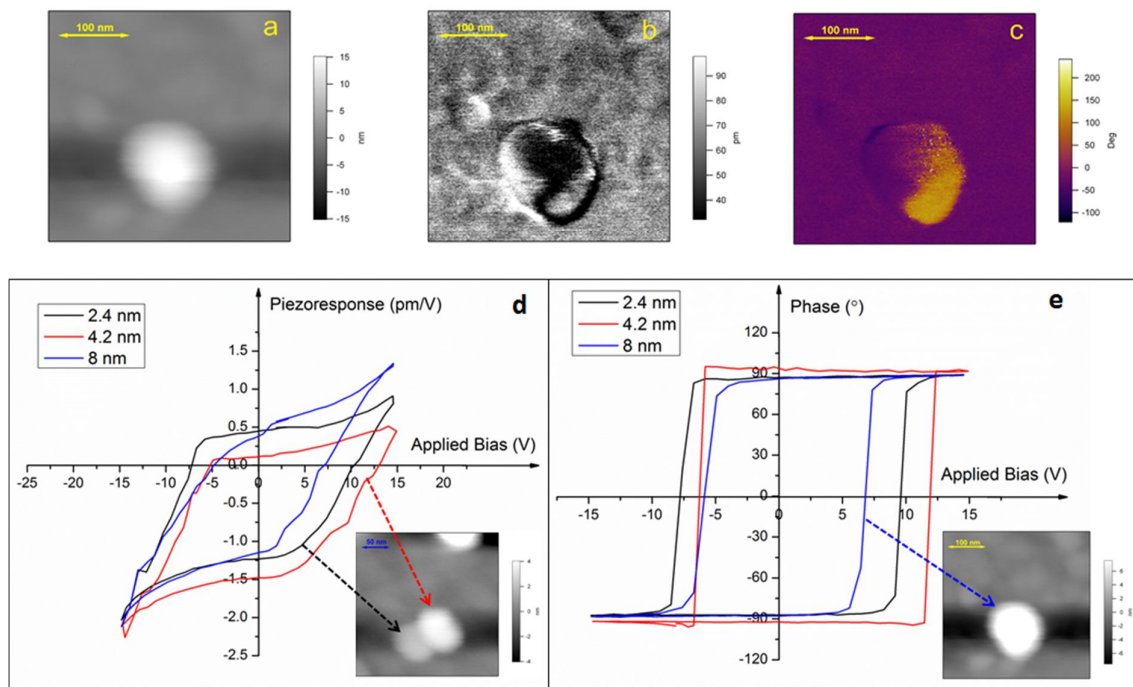 100 nm
a
15
10
5
0
-5
-10
-15
nm
100 nm
b
90
80
70
60
50
40
pm
100 nm
c
200
150
100
50
0
-50
-100
Deg
2.4 nm
4.2 nm
8 nm
Piezoresponse (pm/V)
d
1.5
1.0
0.5
0.0
-0.5
-1.0
-1.5
-2.0
-2.5
Applied Bias (V)
-25 -20 -15 -10 -5 0 5 10 15 20
50 nm
4
2
0
-2
-4
nm
2.4 nm
4.2 nm
8 nm
Phase (°)
e
120
90
60
30
0
-30
-60
-90
-120
Applied Bias (V)
-15 -10 -5 0 5 10 15
100 nm
6
4
2
0
-2
-4
-6
-8
nm